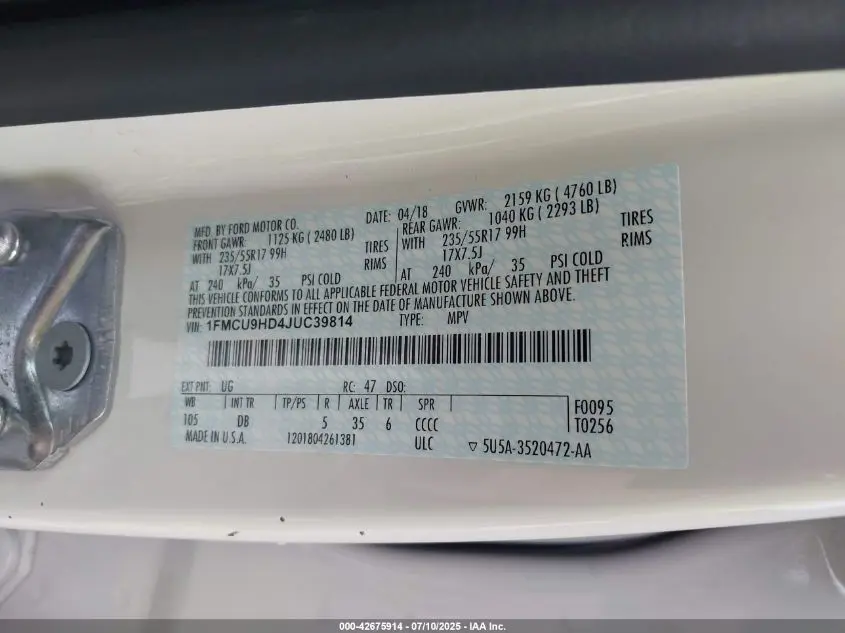 MFD. BY FORD MOTOR CO. DATE: 04/18 GVWR: 2159 KG ( 4760 LB)
FRONT GAWR: 1125 KG ( 2480 LB) REAR GAWR: 1040 KG ( 2293 LB)
WITH 235/55R17 99H TIRES WITH 235/55R17 99H TIRES
17X7.5J RIMS 17X7.5J RIMS
AT 240 kPa/ 35 PSI COLD AT 240 kPa/ 35 PSI COLD
THIS VEHICLE CONFORMS TO ALL APPLICABLE FEDERAL MOTOR VEHICLE SAFETY AND THEFT
PREVENTION STANDARDS IN EFFECT ON THE DATE OF MANUFACTURE SHOWN ABOVE.
VIN: 1FMCU9HD4JUC39814 TYPE: MPV
EXT PNT: UG RC: 47 DSO:
WB INT TR TP/PS R AXLE TR SPR F0095
105 DB 5 35 6 CCCC T0256
MADE IN U.S.A. 1201804261381 ULC ▽ 5U5A-3520472-AA
000-42675914 - 07/10/2025 - IAA Inc.